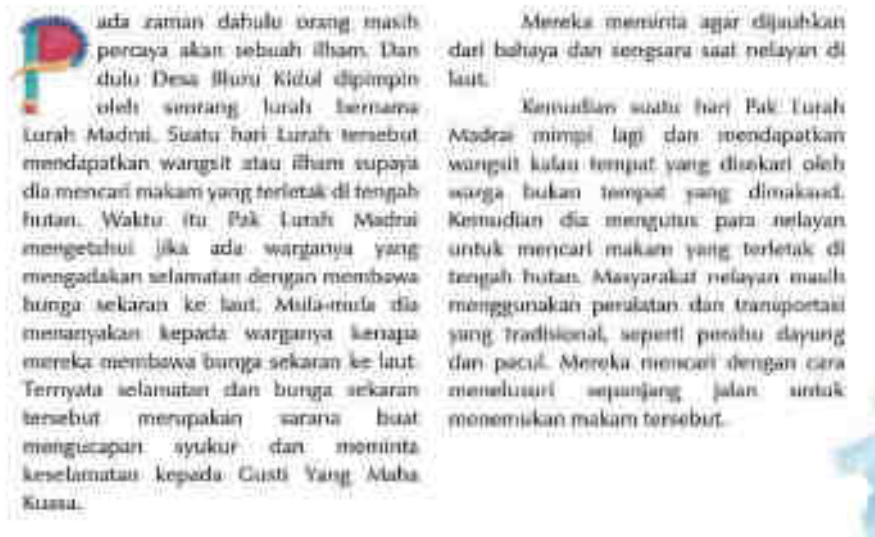 Pada zaman dahulu orang masih
percaya akan sebuah ilham. Dan
dulu Desa Bluru Kidul dipimpin
oleh seorang lurah bernama
Lurah Madrai. Suatu hari Lurah tersebut
mendapatkan wangsit atau ilham supaya
dia mencari makam yang terletak di tengah
hutan. Waktu itu Pak Lurah Madrai
mengetahui jika ada warganya yang
mengadakan selamatan dengan membawa
bunga sekaran ke laut. Mula-mula dia
menanyakan kepada warganya kenapa
mereka membawa bunga sekaran ke laut.
Ternyata selamatan dan bunga sekaran
tersebut merupakan sarana buat
mengucapan syukur dan meminta
keselamatan kepada Gusti Yang Maha
Kuasa.
Mereka meminta agar dijauhkan
dari bahaya dan sengsara saat nelayan di
laut.
Kemudian suatu hari Pak Lurah
Madrai mimpi lagi dan mendapatkan
wangsit kalau tempat yang disekari oleh
warga bukan tempat yang dimaksud.
Kemudian dia mengutus para nelayan
untuk mencari makam yang terletak di
tengah hutan. Masyarakat nelayan masih
menggunakan peralatan dan transportasi
yang tradisional, seperti perahu dayung
dan pacul. Mereka mencari dengan cara
menelusuri sepanjang jalan untuk
menemukan makam tersebut.